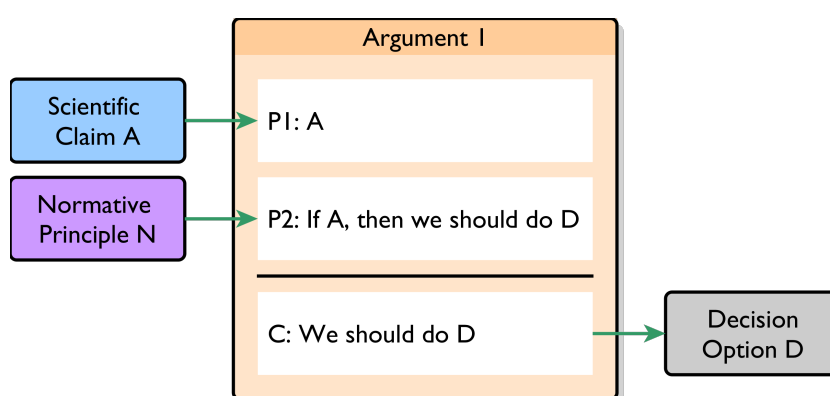 Argument 1
Scientific
Claim A
P1: A
Normative
Principle N
P2: If A, then we should do D
C: We should do D
Decision
Option D